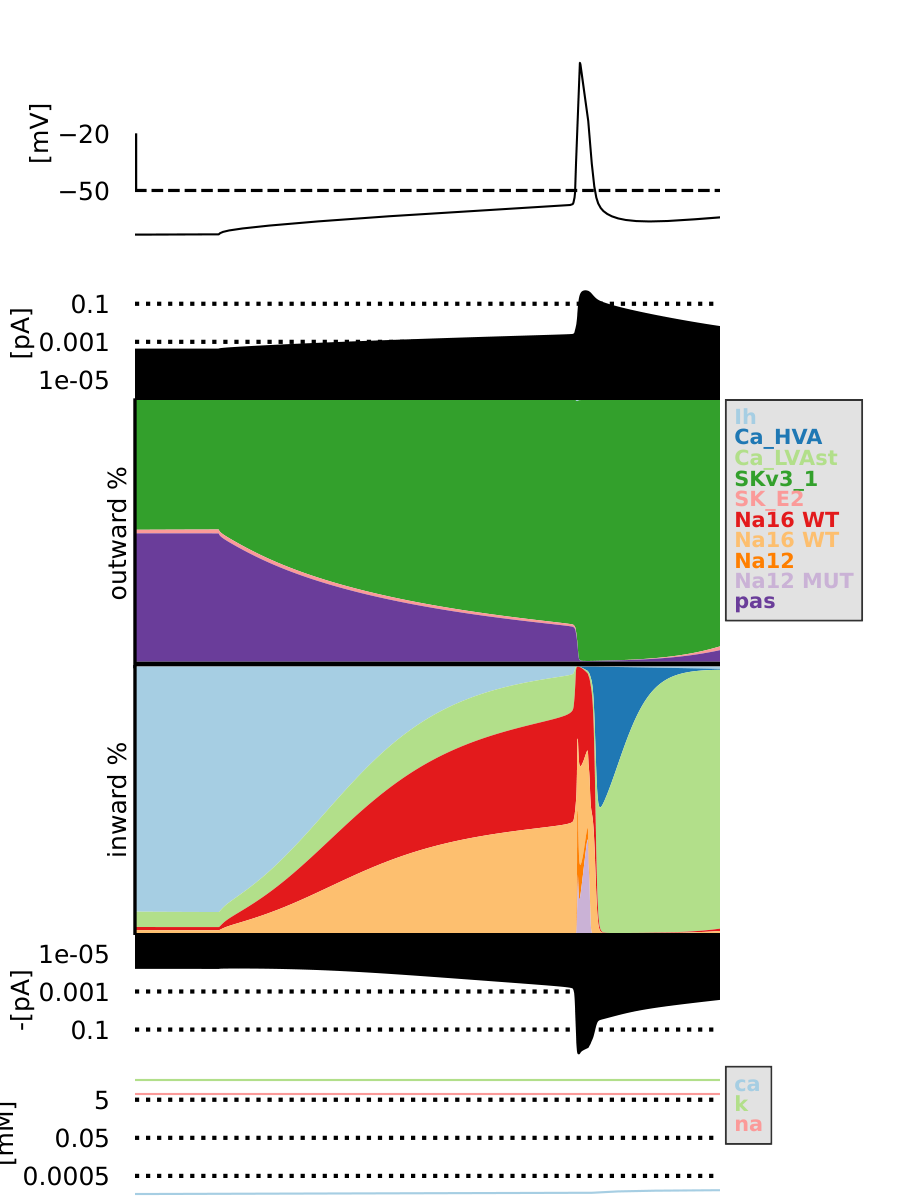 [mV]
−20
−50
[pA]
0.1
0.001
1e-05
outward %
Ih
Ca_HVA
Ca_LVAst
SKv3_1
SK_E2
Na16 WT
Na16 WT
Na12
Na12 MUT
pas
inward %
-[pA]
1e-05
0.001
0.1
[mM]
5
0.05
0.0005
ca
k
na